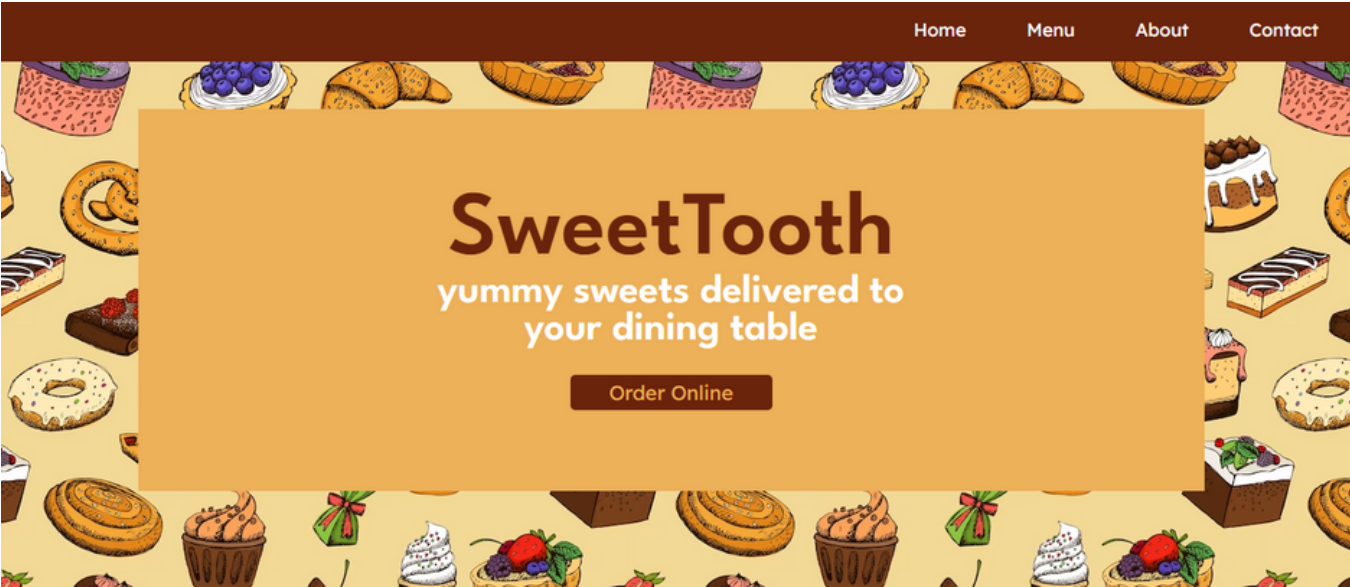 Home Menu About Contact
SweetTooth
yummy sweets delivered to
your dining table
Order Online